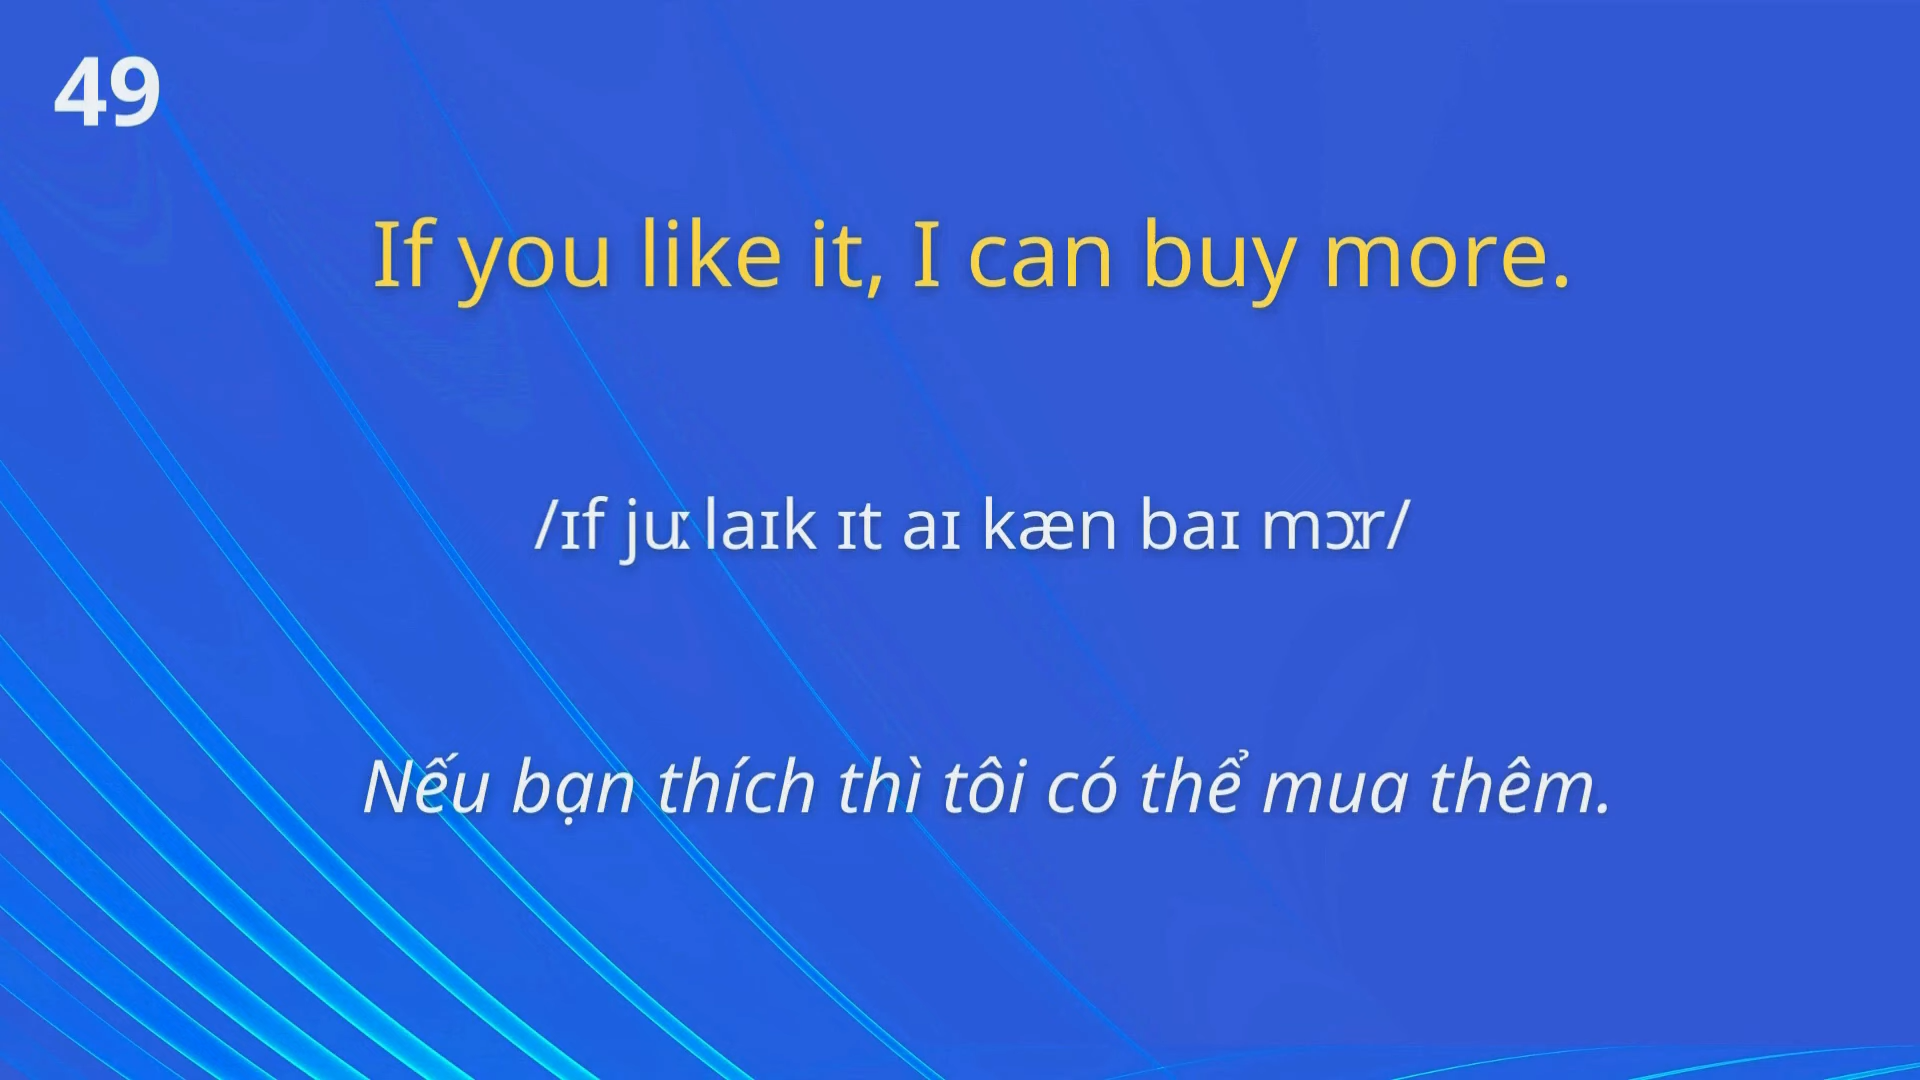 49
If you like it, I can buy more.
/ɪf juː laɪk ɪt aɪ kæn baɪ mɔːr/
Nếu bạn thích thì tôi có thể mua thêm.